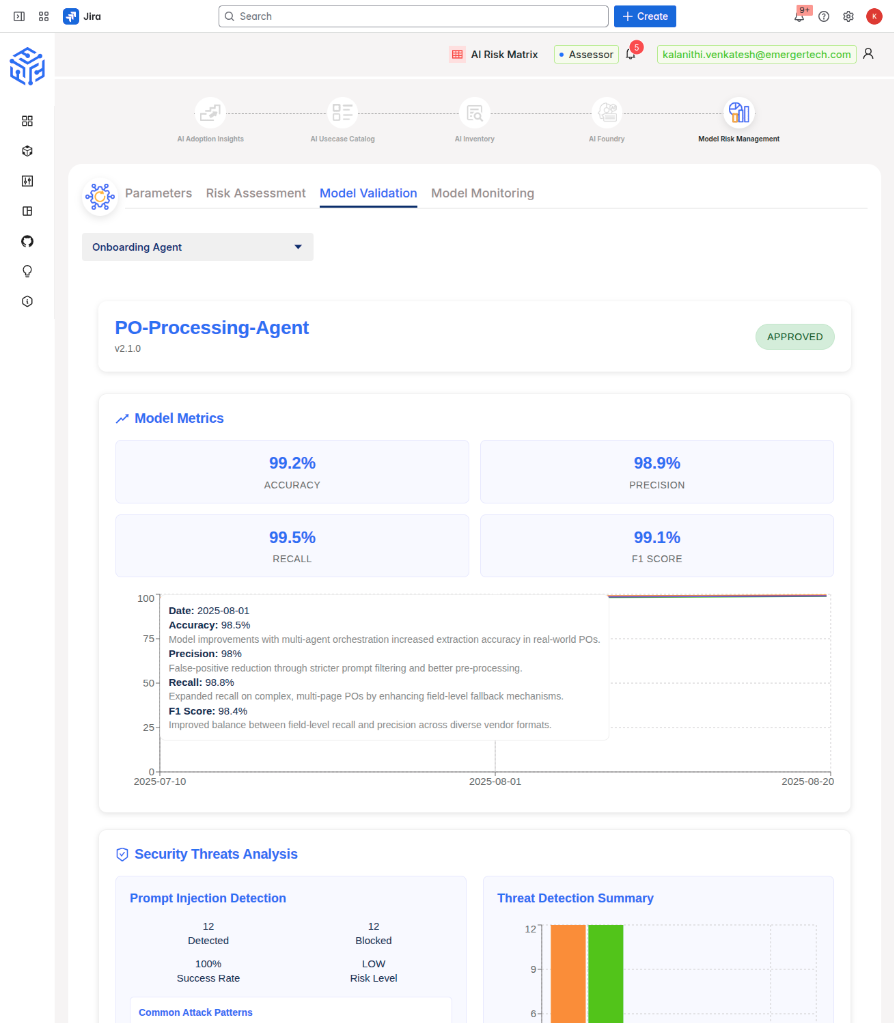 Jira
Search
+ Create
9+
K
AI Risk Matrix
Assessor
5
kalanithi.venkatesh@emergertech.com
AI Adoption Insights
AI Usecase Catalog
AI Inventory
AI Foundry
Model Risk Management
Parameters
Risk Assessment
Model Validation
Model Monitoring
Onboarding Agent
PO-Processing-Agent
v2.1.0
APPROVED
Model Metrics
99.2%
ACCURACY
98.9%
PRECISION
99.5%
RECALL
99.1%
F1 SCORE
100
75
50
25
0
Date: 2025-08-01
Accuracy: 98.5%
Model improvements with multi-agent orchestration increased extraction accuracy in real-world POs.
Precision: 98%
False-positive reduction through stricter prompt filtering and better pre-processing.
Recall: 98.8%
Expanded recall on complex, multi-page POs by enhancing field-level fallback mechanisms.
F1 Score: 98.4%
Improved balance between field-level recall and precision across diverse vendor formats.
2025-07-10
2025-08-01
2025-08-20
Security Threats Analysis
Prompt Injection Detection
12
Detected
12
Blocked
100%
Success Rate
LOW
Risk Level
Common Attack Patterns
Threat Detection Summary
12
9
6